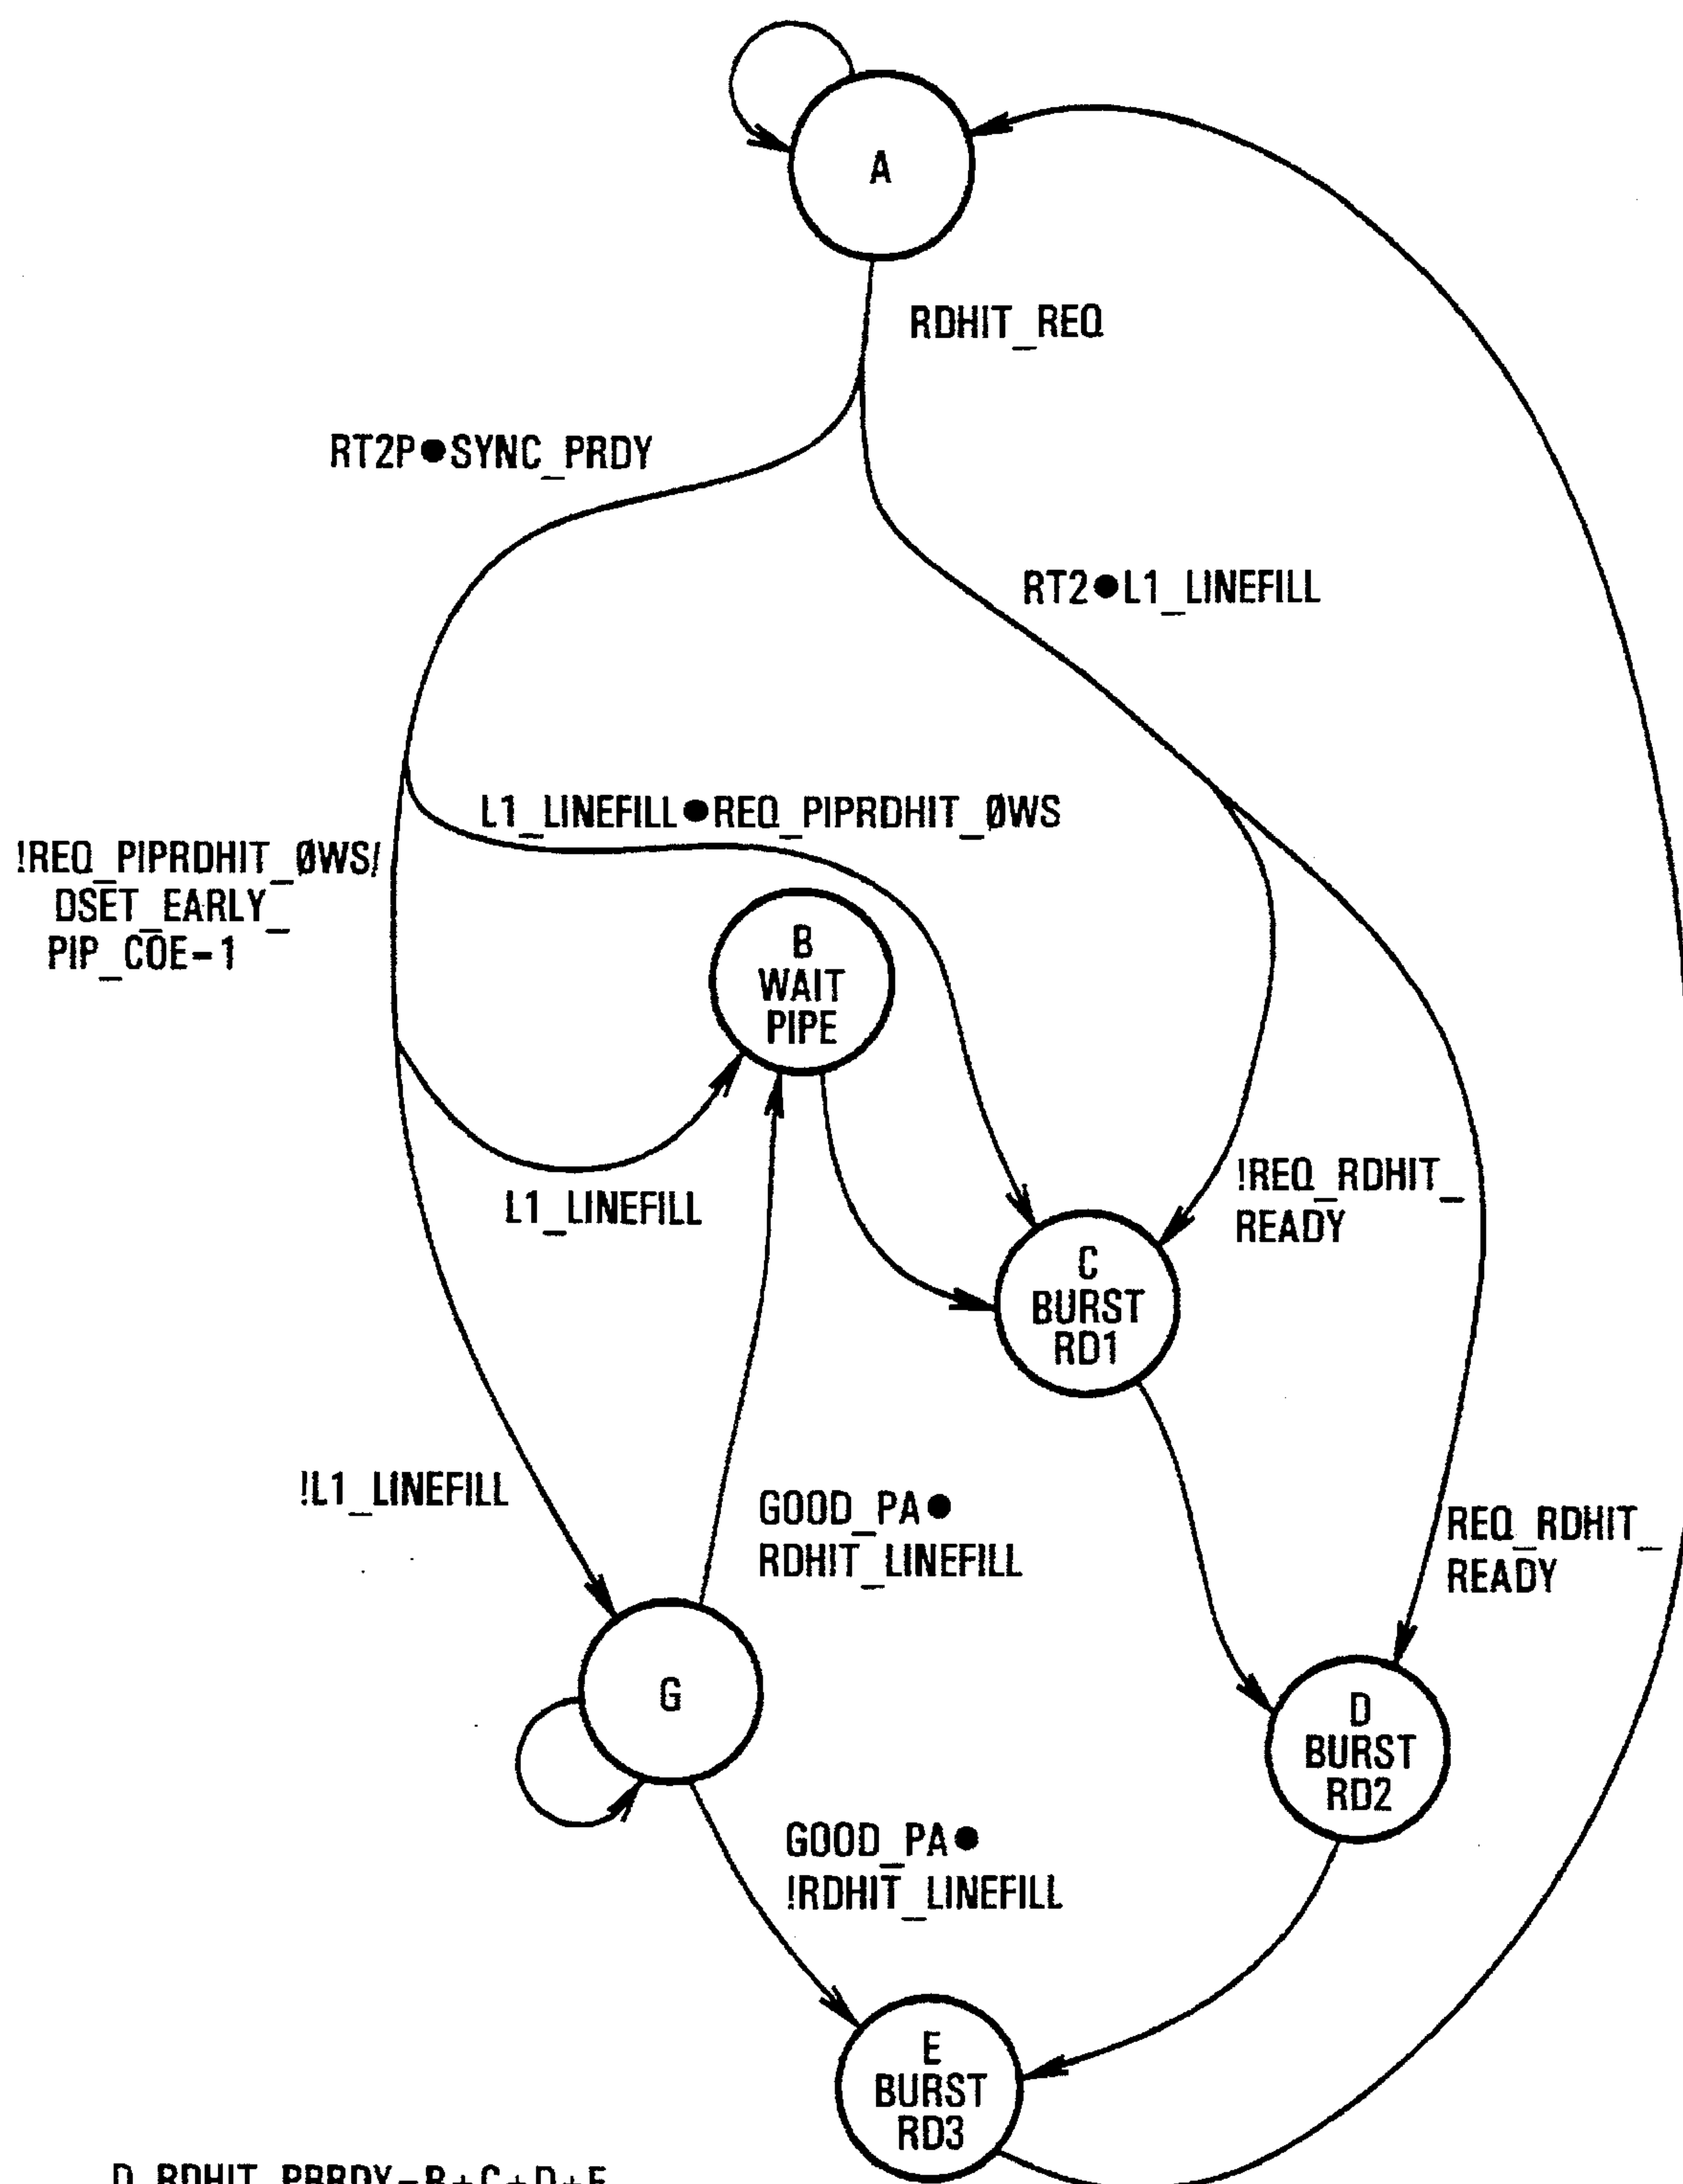 A
RDHIT_REQ
RT2P●SYNC_PRDY
RT2●L1_LINEFILL
L1_LINEFILL●REQ_PIPRDHIT_ØWS
!REQ_PIPRDHIT_ØWS/
DSET_EARLY_
PIP_COE=1
B
WAIT
PIPE
L1_LINEFILL
!REQ_RDHIT_
READY
C
BURST
RD1
!L1_LINEFILL
GOOD_PA●
RDHIT_LINEFILL
REQ_RDHIT_
READY
G
D
BURST
RD2
GOOD_PA●
!RDHIT_LINEFILL
E
BURST
RD3